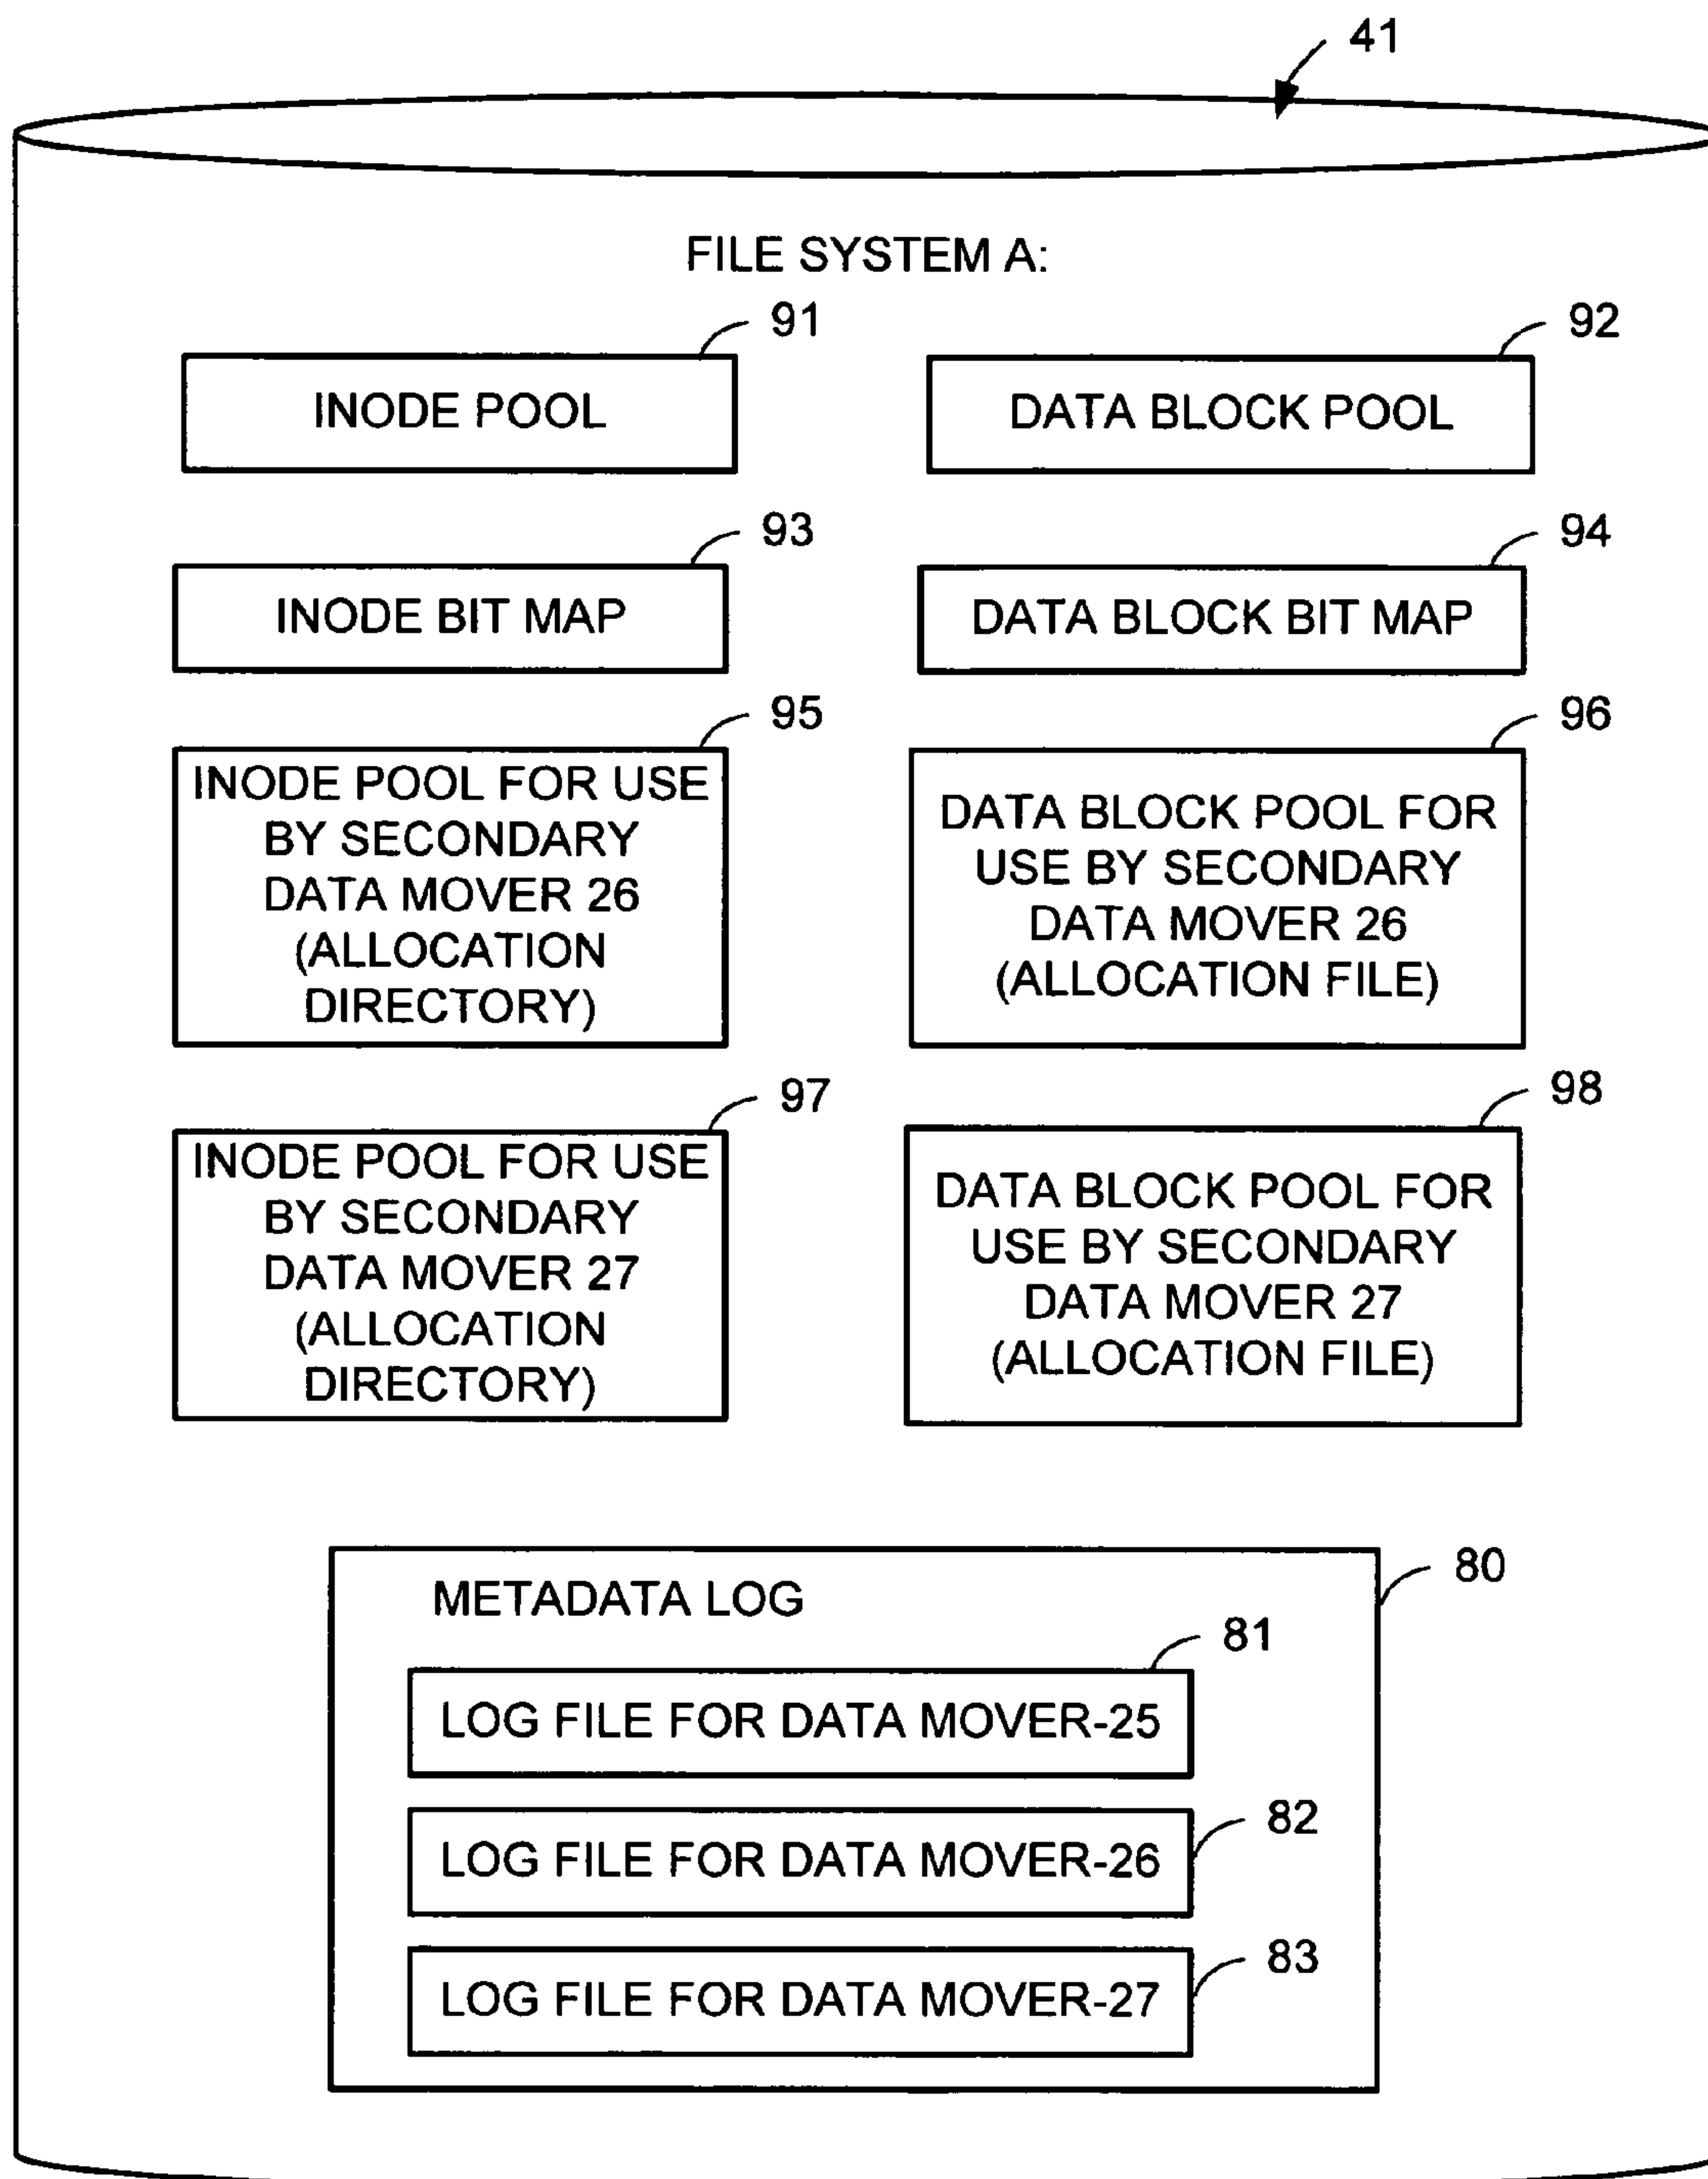 41
FILE SYSTEM A:
91
92
INODE POOL
DATA BLOCK POOL
93
94
INODE BIT MAP
DATA BLOCK BIT MAP
95
96
INODE POOL FOR USE
BY SECONDARY
DATA MOVER 26
(ALLOCATION
DIRECTORY)
DATA BLOCK POOL FOR
USE BY SECONDARY
DATA MOVER 26
(ALLOCATION FILE)
97
98
INODE POOL FOR USE
BY SECONDARY
DATA MOVER 27
(ALLOCATION
DIRECTORY)
DATA BLOCK POOL FOR
USE BY SECONDARY
DATA MOVER 27
(ALLOCATION FILE)
80
METADATA LOG
81
LOG FILE FOR DATA MOVER-25
82
LOG FILE FOR DATA MOVER-26
83
LOG FILE FOR DATA MOVER-27